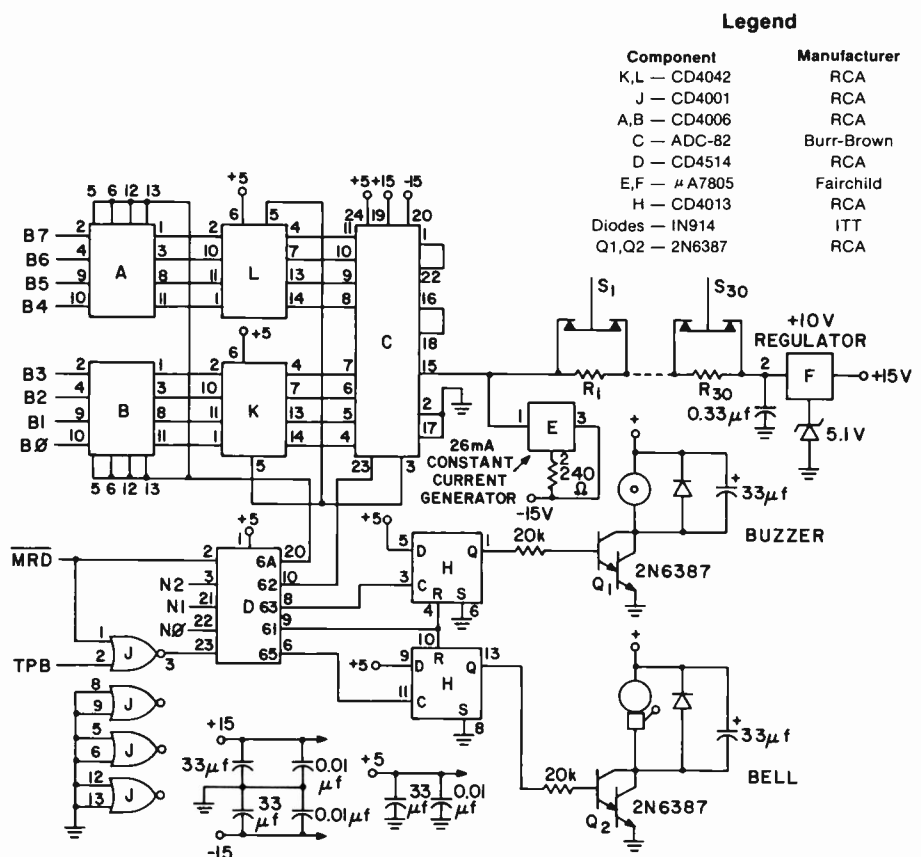 Legend
Component Manufacturer
K,L — CD4042 RCA
J — CD4001 RCA
A,B — CD4006 RCA
C — ADC-82 Burr-Brown
D — CD4514 RCA
E,F — μA7805 Fairchild
H — CD4013 RCA
Diodes — IN914 ITT
Q1,Q2 — 2N6387 RCA
+5 +5 +15 -15
5 6 12 13
6 5 24 19 20
B7 2 1 2 4 11 1
B6 4 3 10 7 10 22
B5 9 8 11 13 9 16
B4 10 11 1 14 8 18
A L C
+5
6
B3 2 1 2 4 7 15
B2 4 3 10 7 6
B1 9 8 11 13 5 2
BØ 10 11 1 14 4 17
B K
5 6 12 13 5 23 3
S1 S30
R1 R30
+10V
REGULATOR
2 F +15V
0.33μf
5.1V
1 E 3
2
26mA
CONSTANT
CURRENT
GENERATOR
240
Ω
-15V
+5
1
MRD 2 6A 20
N2 3 62 10
N1 21 D 63 8
NØ 22 61 9
23 65 6
1
TPB 2 J 3
8
9 J
5
6 J
12
13 J
+5 5 D Q 1
3 C H
R S
4 6
20k
Q1 2N6387
+
+
33μf
BUZZER
10
+5 9 D R 13
H
11 C S
8
20k
Q2 2N6387
+
+
33μf
BELL
+15
33μf 0.01
μf
33
μf 0.01μf
-15
+5
33
μf 0.01
μf